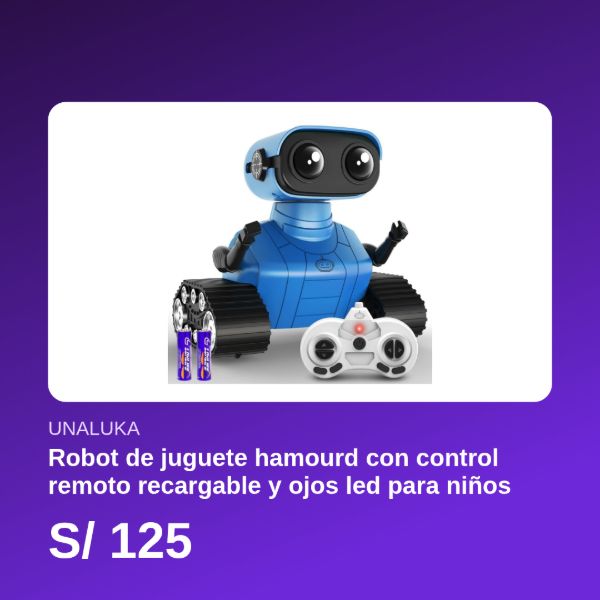 UNALUKA
Robot de juguete hamourd con control
remoto recargable y ojos led para niños
S/ 125